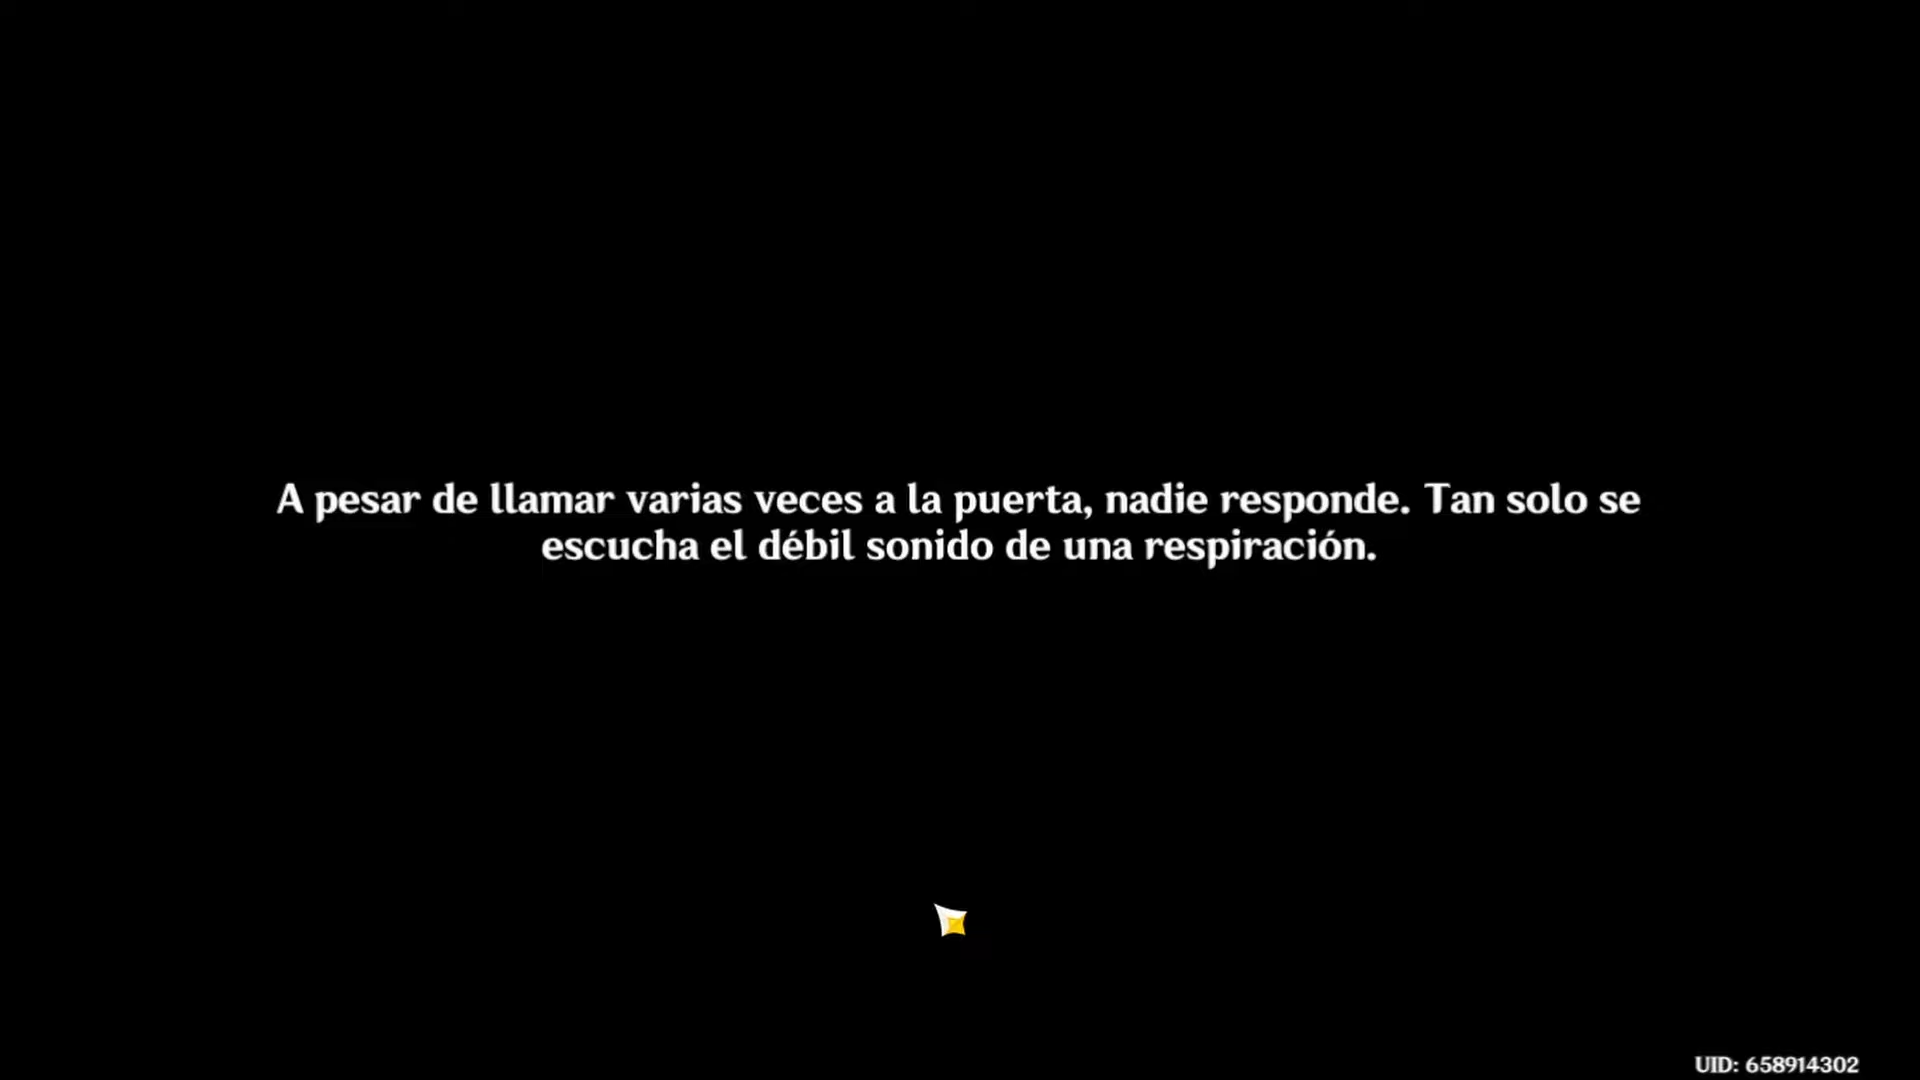 A pesar de llamar varias veces a la puerta, nadie responde. Tan solo se
escucha el débil sonido de una respiración.
UID: 658914302